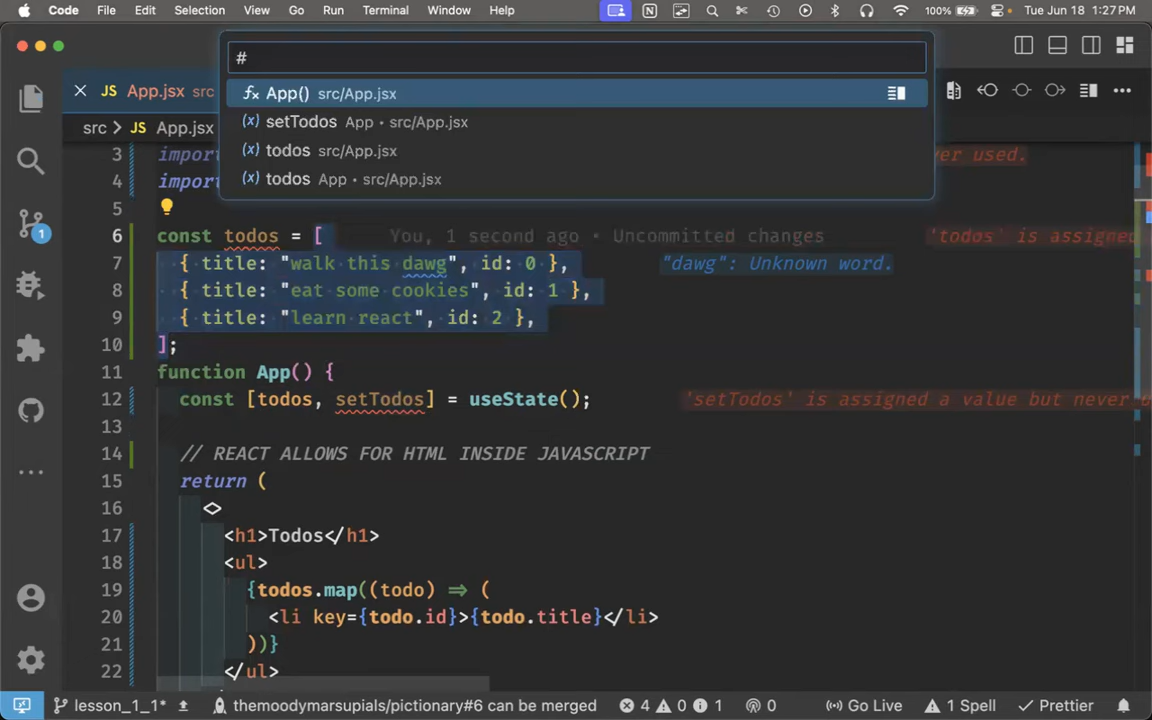 Code File Edit Selection View Go Run Terminal Window Help 100% Tue Jun 18 1:27 PM
#
App() src/App.jsx
setTodos App • src/App.jsx
todos src/App.jsx
todos App • src/App.jsx
JS App.jsx src
src > JS App.jsx
3 import er used.
4 import
5
6 const todos = [ You, 1 second ago • Uncommitted changes 'todos' is assigned
7 { title: "walk this dawg", id: 0 }, "dawg": Unknown word.
8 { title: "eat some cookies", id: 1 },
9 { title: "learn react", id: 2 },
10 ];
11 function App() {
12 const [todos, setTodos] = useState(); 'setTodos' is assigned a value but never
13
14 // REACT ALLOWS FOR HTML INSIDE JAVASCRIPT
15 return (
16 <>
17 <h1>Todos</h1>
18 <ul>
19 {todos.map((todo) => (
20 <li key={todo.id}>{todo.title}</li>
21 ))}
22 </ul>
1
lesson_1_1* themoodymarsupials/pictionary#6 can be merged 4 0 1 0 Go Live 1 Spell Prettier